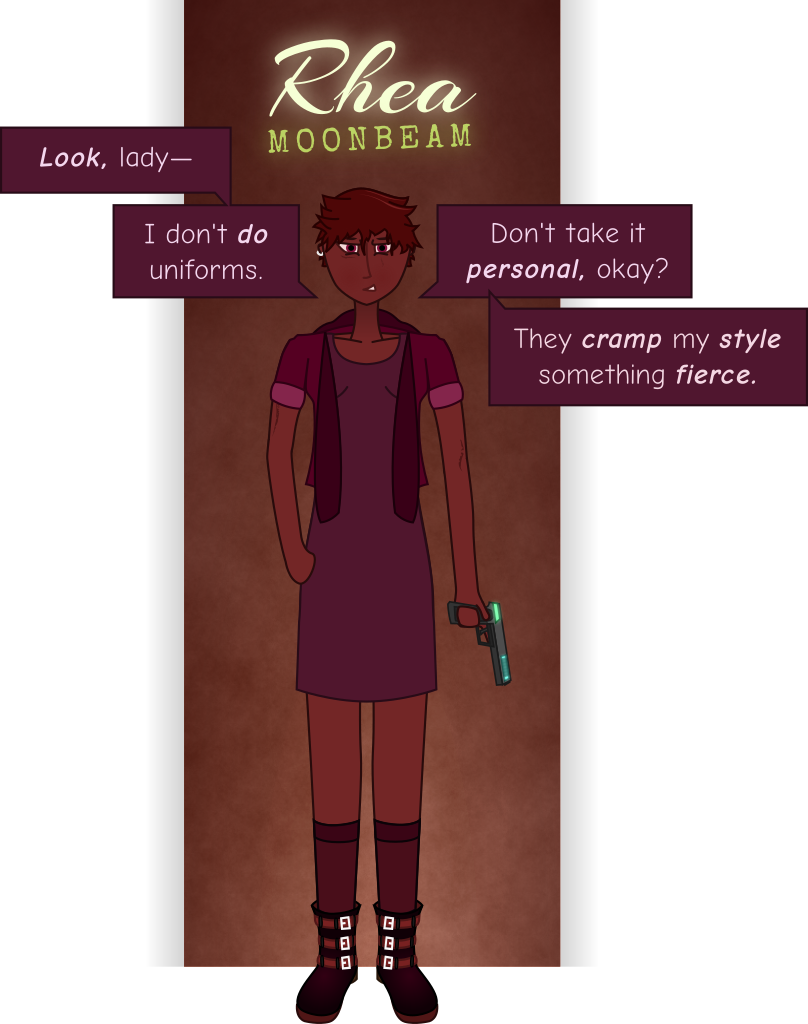 Rhea
MOONBEAM
Look, lady—
I don't do
uniforms.
Don't take it
personal, okay?
They cramp my style
something fierce.